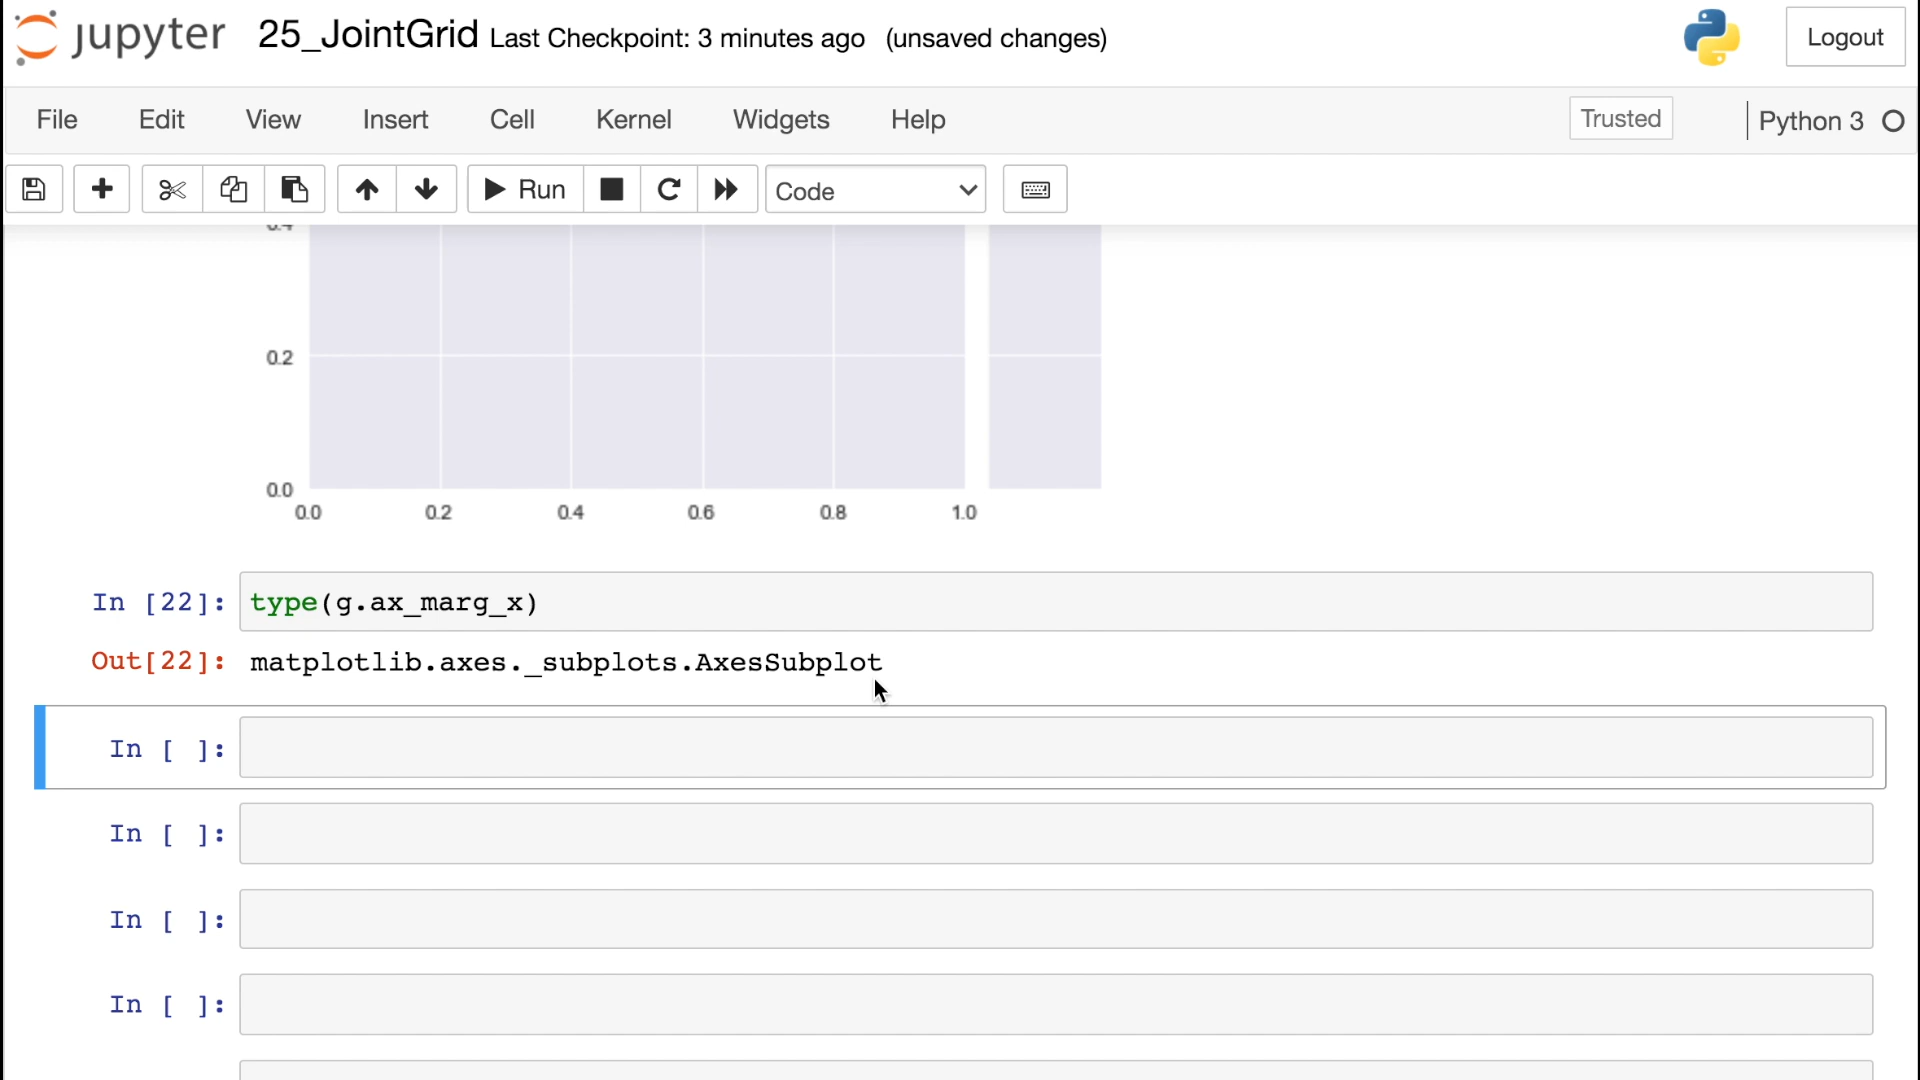 jupyter 25_JointGrid Last Checkpoint: 3 minutes ago (unsaved changes) Logout
File Edit View Insert Cell Kernel Widgets Help Trusted Python 3
Run Code
0.4
0.2
0.0
0.0 0.2 0.4 0.6 0.8 1.0
In [22]: type(g.ax_marg_x)
Out[22]: matplotlib.axes._subplots.AxesSubplot
In [ ]:
In [ ]:
In [ ]:
In [ ]: